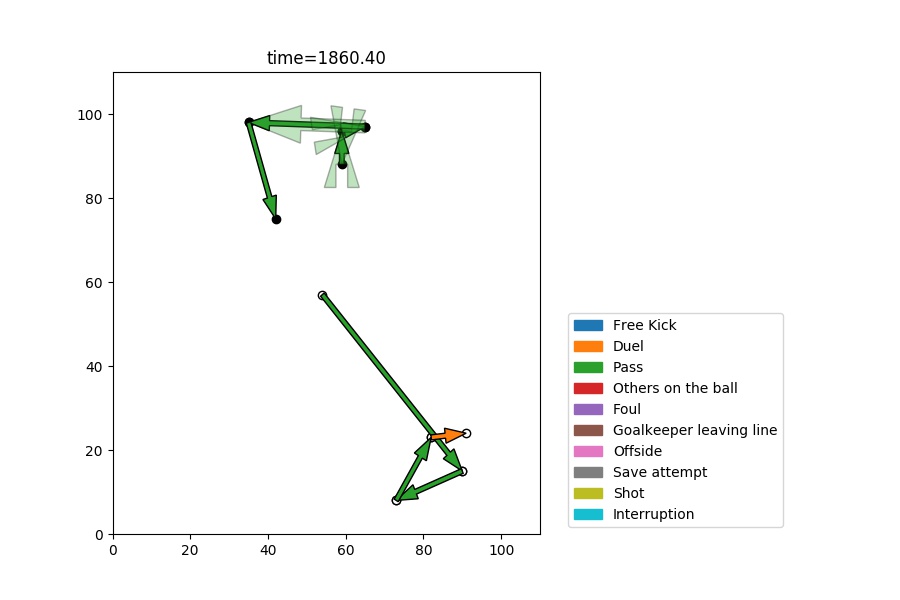 time=1860.40
100
80
60
40
20
0
0 20 40 60 80 100
Free Kick
Duel
Pass
Others on the ball
Foul
Goalkeeper leaving line
Offside
Save attempt
Shot
Interruption